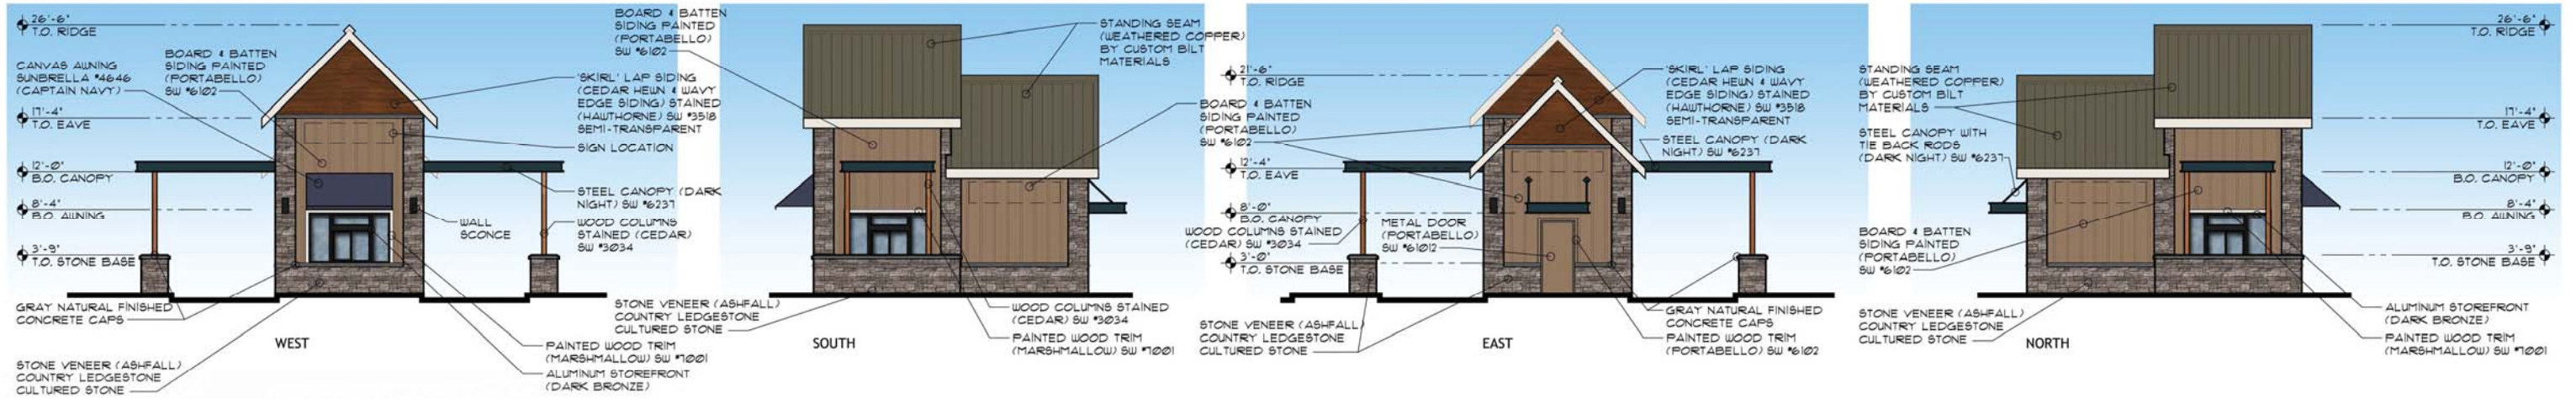 26'-6"
T.O. RIDGE
CANVAS AWNING
SUNBRELLA #4646
(CAPTAIN NAVY)
BOARD & BATTEN
SIDING PAINTED
(PORTABELLO)
SW #6102
17'-4"
T.O. EAVE
12'-0"
B.O. CANOPY
8'-4"
B.O. AWNING
3'-9"
T.O. STONE BASE
GRAY NATURAL FINISHED
CONCRETE CAPS
STONE VENEER (ASHFALL)
COUNTRY LEDGESTONE
CULTURED STONE
WEST
'SKIRL' LAP SIDING
(CEDAR HEWN & WAVY
EDGE SIDING) STAINED
(HAWTHORNE) SW #3518
SEMI-TRANSPARENT
SIGN LOCATION
STEEL CANOPY (DARK
NIGHT) SW #6237
WALL
SCONCE
WOOD COLUMNS
STAINED (CEDAR)
SW #3034
PAINTED WOOD TRIM
(MARSHMALLOW) SW #7001
ALUMINUM STOREFRONT
(DARK BRONZE)
BOARD & BATTEN
SIDING PAINTED
(PORTABELLO)
SW #6102
STONE VENEER (ASHFALL)
COUNTRY LEDGESTONE
CULTURED STONE
SOUTH
STANDING SEAM
(WEATHERED COPPER)
BY CUSTOM BILT
MATERIALS
WOOD COLUMNS STAINED
(CEDAR) SW #3034
PAINTED WOOD TRIM
(MARSHMALLOW) SW #7001
21'-6"
T.O. RIDGE
BOARD & BATTEN
SIDING PAINTED
(PORTABELLO)
SW #6102
12'-4"
T.O. EAVE
8'-0"
B.O. CANOPY
WOOD COLUMNS STAINED
(CEDAR) SW #3034
3'-0"
T.O. STONE BASE
METAL DOOR
(PORTABELLO)
SW #61012
STONE VENEER (ASHFALL)
COUNTRY LEDGESTONE
CULTURED STONE
EAST
'SKIRL' LAP SIDING
(CEDAR HEWN & WAVY
EDGE SIDING) STAINED
(HAWTHORNE) SW #3518
SEMI-TRANSPARENT
STEEL CANOPY (DARK
NIGHT) SW #6237
GRAY NATURAL FINISHED
CONCRETE CAPS
PAINTED WOOD TRIM
(PORTABELLO) SW #6102
STANDING SEAM
(WEATHERED COPPER)
BY CUSTOM BILT
MATERIALS
STEEL CANOPY WITH
TIE BACK RODS
(DARK NIGHT) SW #6237
BOARD & BATTEN
SIDING PAINTED
(PORTABELLO)
SW #6102
STONE VENEER (ASHFALL)
COUNTRY LEDGESTONE
CULTURED STONE
NORTH
26'-6"
T.O. RIDGE
17'-4"
T.O. EAVE
12'-0"
B.O. CANOPY
8'-4"
B.O. AWNING
3'-9"
T.O. STONE BASE
ALUMINUM STOREFRONT
(DARK BRONZE)
PAINTED WOOD TRIM
(MARSHMALLOW) SW #7001